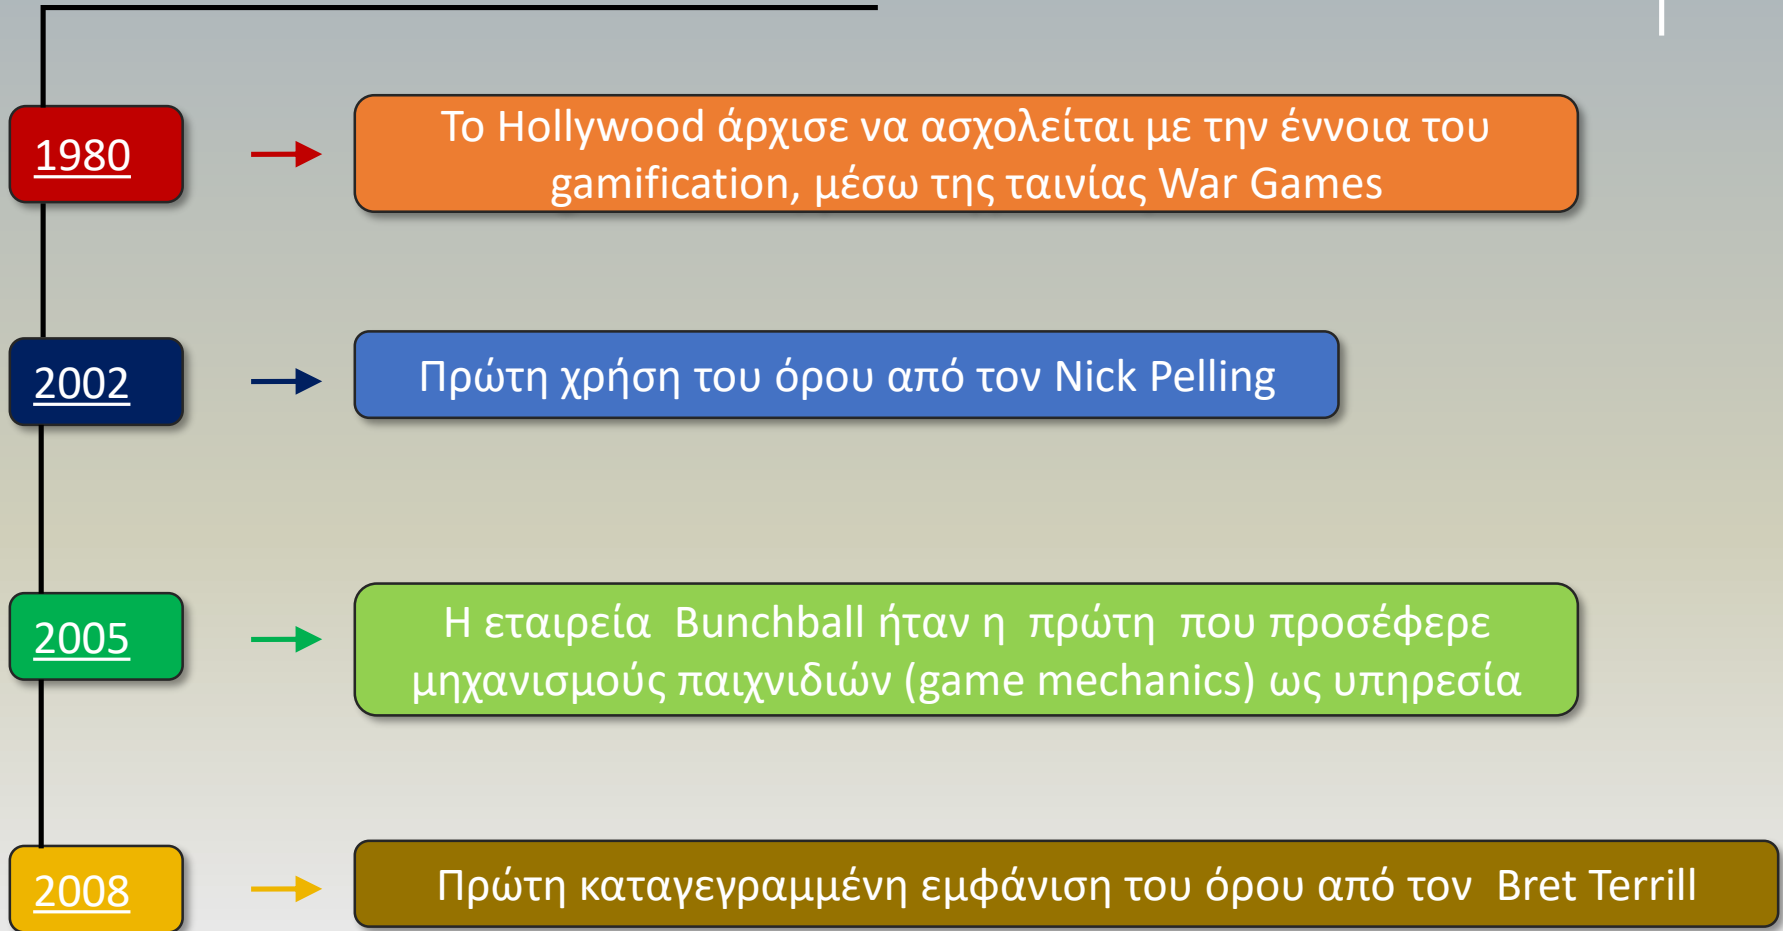 1980
Το Hollywood άρχισε να ασχολείται με την έννοια του
gamification, μέσω της ταινίας War Games
2002
Πρώτη χρήση του όρου από τον Nick Pelling
2005
Η εταιρεία  Bunchball ήταν η  πρώτη  που προσέφερε
μηχανισμούς παιχνιδιών (game mechanics) ως υπηρεσία
2008
Πρώτη καταγεγραμμένη εμφάνιση του όρου από τον  Bret Terrill